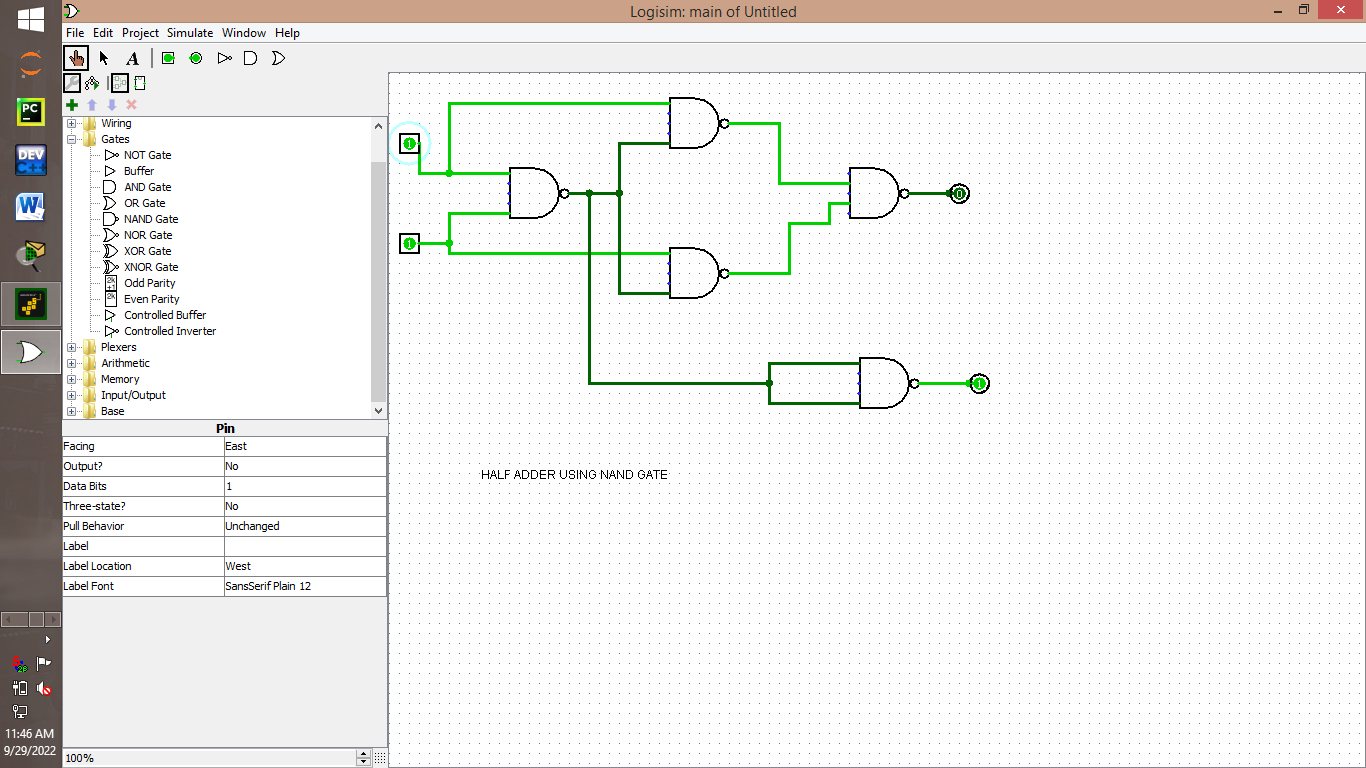 Logisim: main of Untitled
File Edit Project Simulate Window Help
A
Wiring
Gates
NOT Gate
Buffer
AND Gate
OR Gate
NAND Gate
NOR Gate
XOR Gate
XNOR Gate
Odd Parity
Even Parity
Controlled Buffer
Controlled Inverter
Plexers
Arithmetic
Memory
Input/Output
Base
Pin
Facing East
Output? No
Data Bits 1
Three-state? No
Pull Behavior Unchanged
Label
Label Location West
Label Font SansSerif Plain 12
100%
1
1
0
1
HALF ADDER USING NAND GATE
PC
DEV
C++
W
11:46 AM
9/29/2022